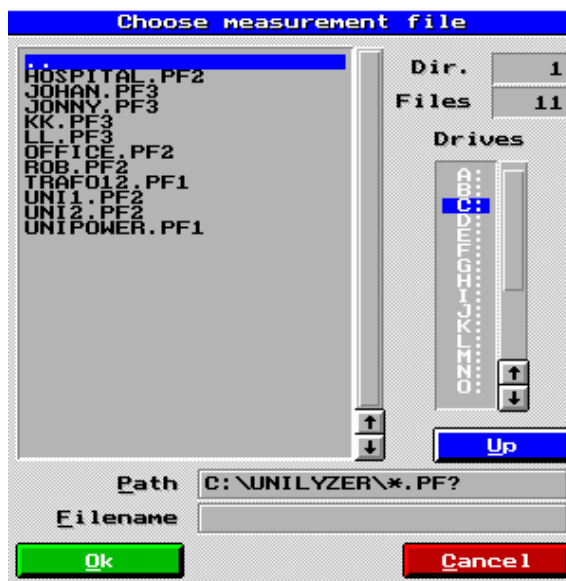 Choose measurement file
..
HOSPITAL.PF2
JOHAN.PF3
JONNY.PF3
KK.PF3
LL.PF3
OFFICE.PF2
ROB.PF2
TRAFO12.PF1
UNI1.PF2
UNI2.PF2
UNIPOWER.PF1
Dir. 1
Files 11
Drives
A:
B:
C:
D:
E:
F:
G:
H:
I:
J:
K:
L:
M:
N:
O:
Up
Path C:\UNILYZER\*.PF?
Filename
Ok
Cancel